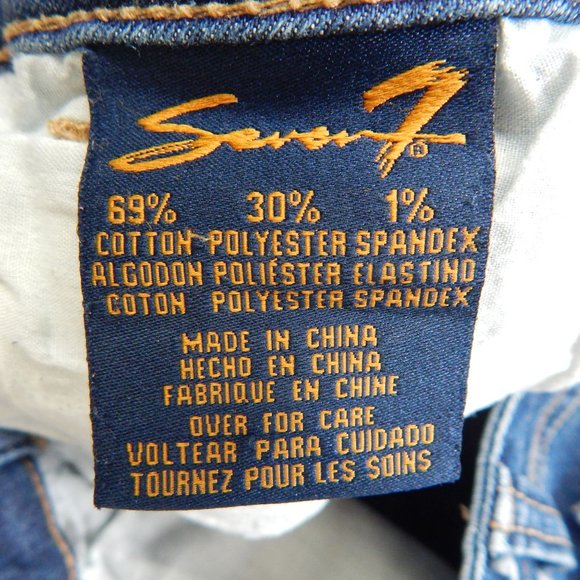 Seven7®
69% 30% 1%
COTTON POLYESTER SPANDEX
ALGODON POLIÉSTER ELASTINO
COTON POLYESTER SPANDEX
MADE IN CHINA
HECHO EN CHINA
FABRIQUE EN CHINE
OVER FOR CARE
VOLTEAR PARA CUIDADO
TOURNEZ POUR LES SOINS